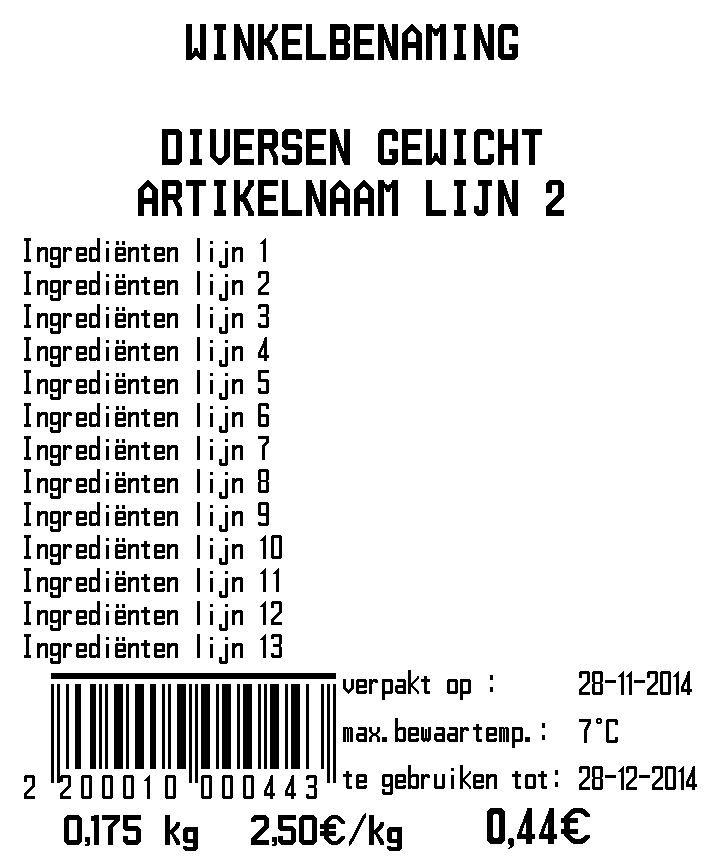 WINKELBENAMING
DIVERSEN GEWICHT
ARTIKELNAAM LIJN 2
Ingrediënten lijn 1
Ingrediënten lijn 2
Ingrediënten lijn 3
Ingrediënten lijn 4
Ingrediënten lijn 5
Ingrediënten lijn 6
Ingrediënten lijn 7
Ingrediënten lijn 8
Ingrediënten lijn 9
Ingrediënten lijn 10
Ingrediënten lijn 11
Ingrediënten lijn 12
Ingrediënten lijn 13
verpakt op : 28-11-2014
max.bewaartemp.: 7°C
te gebruiken tot: 28-12-2014
2 200010 000443
0,175 kg 2,50€/kg 0,44€